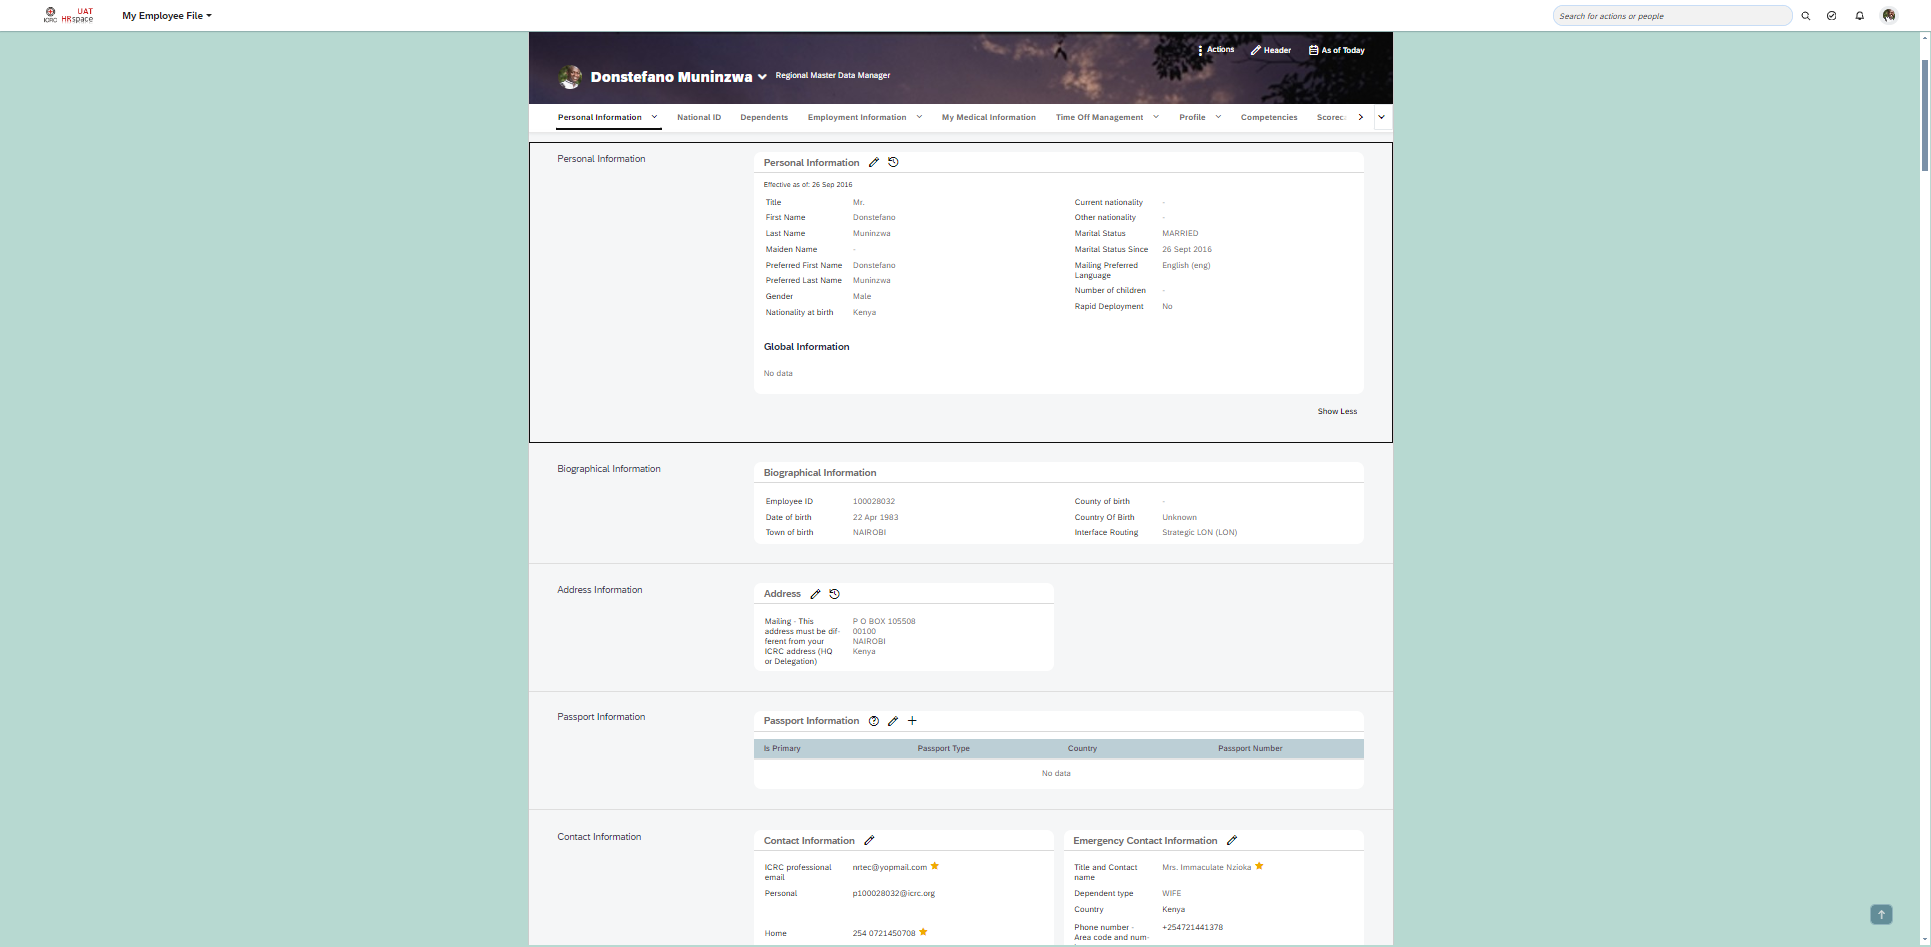 ICRC
UAT
HRspace
My Employee File
Search for actions or people
Actions
Header
As of Today
Donstefano Muninzwa
Regional Master Data Manager
Personal Information
National ID
Dependents
Employment Information
My Medical Information
Time Off Management
Profile
Competencies
Scorec
Personal Information
Personal Information
Effective as of: 26 Sep 2016
Title Mr.
First Name Donstefano
Last Name Muninzwa
Maiden Name -
Preferred First Name Donstefano
Preferred Last Name Muninzwa
Gender Male
Nationality at birth Kenya
Current nationality -
Other nationality -
Marital Status MARRIED
Marital Status Since 26 Sept 2016
Mailing Preferred English (eng)
Language
Number of children -
Rapid Deployment No
Global Information
No data
Show Less
Biographical Information
Biographical Information
Employee ID 100028032
Date of birth 22 Apr 1983
Town of birth NAIROBI
County of birth -
Country Of Birth Unknown
Interface Routing Strategic LON (LON)
Address Information
Address
Mailing - This P O BOX 105508
address must be dif- 00100
ferent from your NAIROBI
ICRC address (HQ Kenya
or Delegation)
Passport Information
Passport Information
Is Primary Passport Type Country Passport Number
No data
Contact Information
Contact Information
ICRC professional nrtec@yopmail.com
email
Personal p100028032@icrc.org
Home 254 0721450708
Emergency Contact Information
Title and Contact Mrs. Immaculate Nzioka
name
Dependent type WIFE
Country Kenya
Phone number - +254721441378
Area code and num-